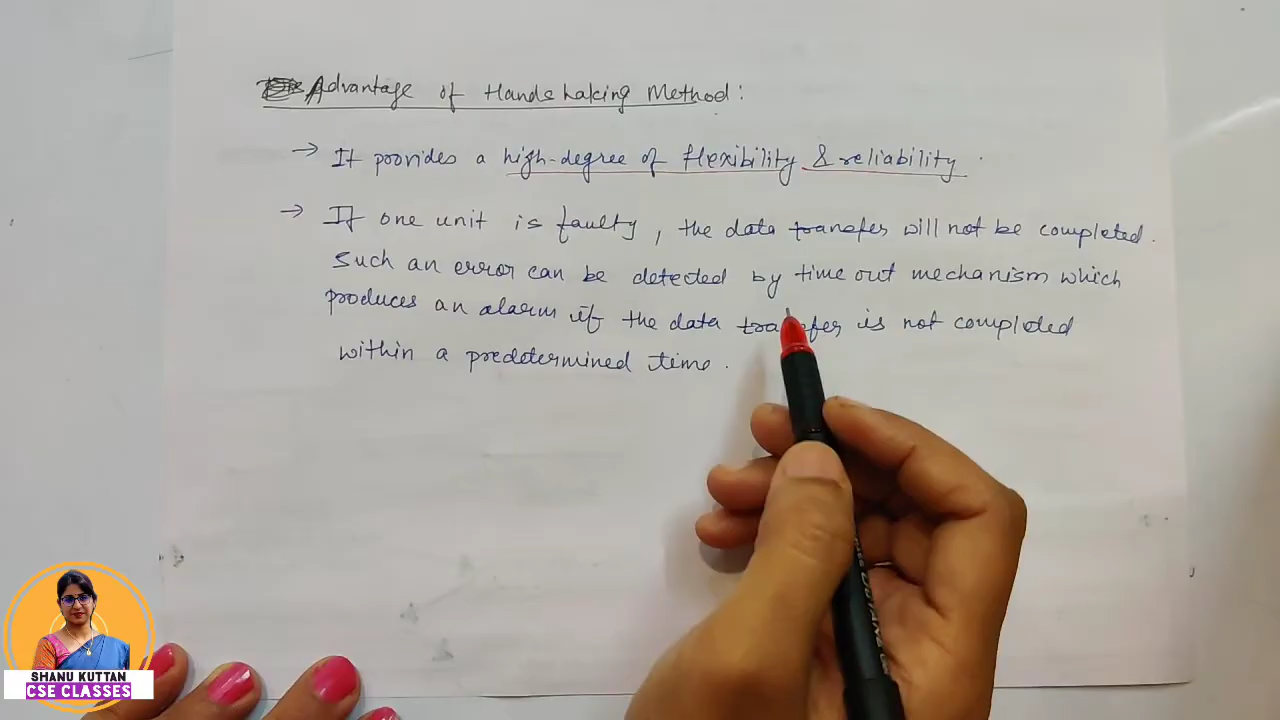 Advantage of Handshaking Method:
→ It provides a high-degree of flexibility & reliability.
→ If one unit is faulty, the data transfer will not be completed.
Such an error can be detected by time out mechanism which
produces an alarm if the data transfer is not completed
within a predetermined time.
SHANU KUTTAN
CSE CLASSES